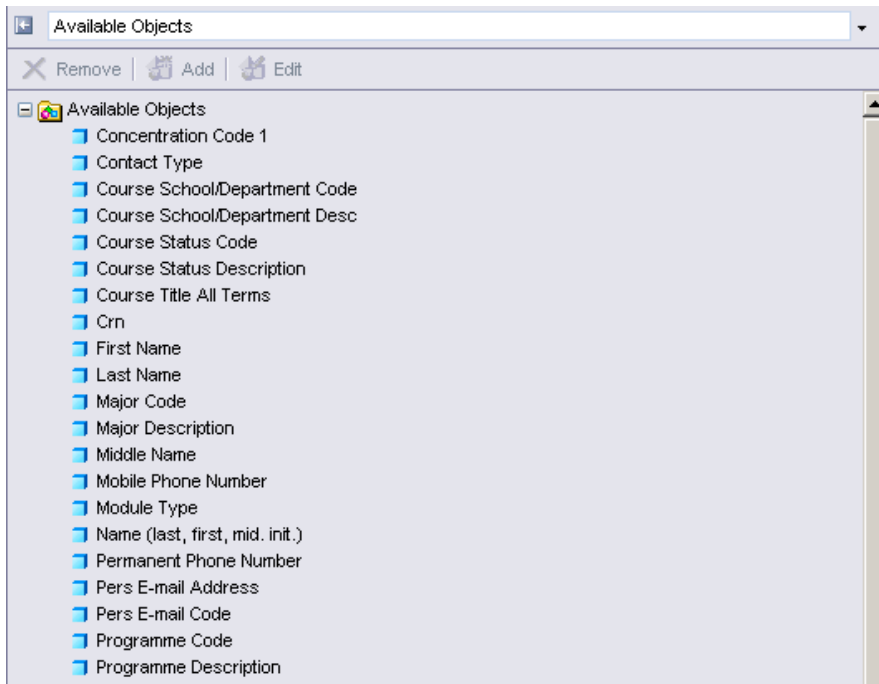 Available Objects
Remove | Add | Edit
Available Objects
Concentration Code 1
Contact Type
Course School/Department Code
Course School/Department Desc
Course Status Code
Course Status Description
Course Title All Terms
Crn
First Name
Last Name
Major Code
Major Description
Middle Name
Mobile Phone Number
Module Type
Name (last, first, mid. init.)
Permanent Phone Number
Pers E-mail Address
Pers E-mail Code
Programme Code
Programme Description